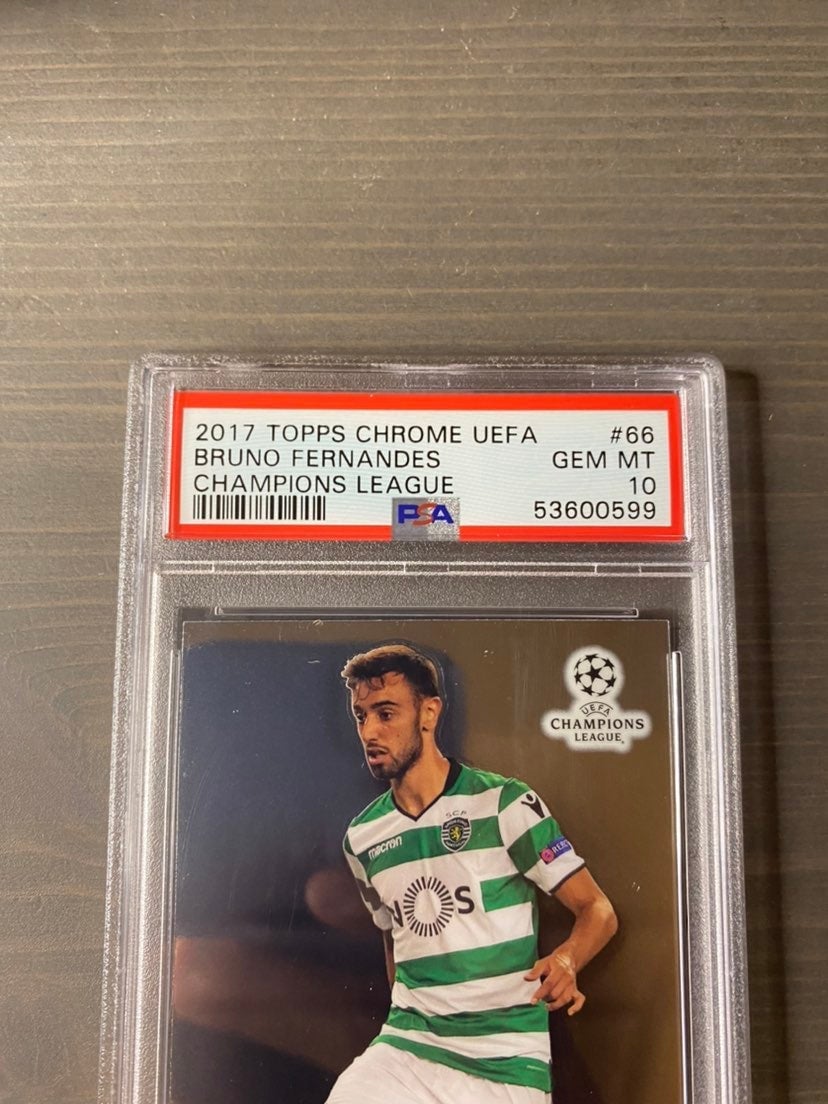 2017 TOPPS CHROME UEFA #66
BRUNO FERNANDES GEM MT
CHAMPIONS LEAGUE 10
PSA 53600599
UEFA
CHAMPIONS
LEAGUE
S.C.P
macron
NOS